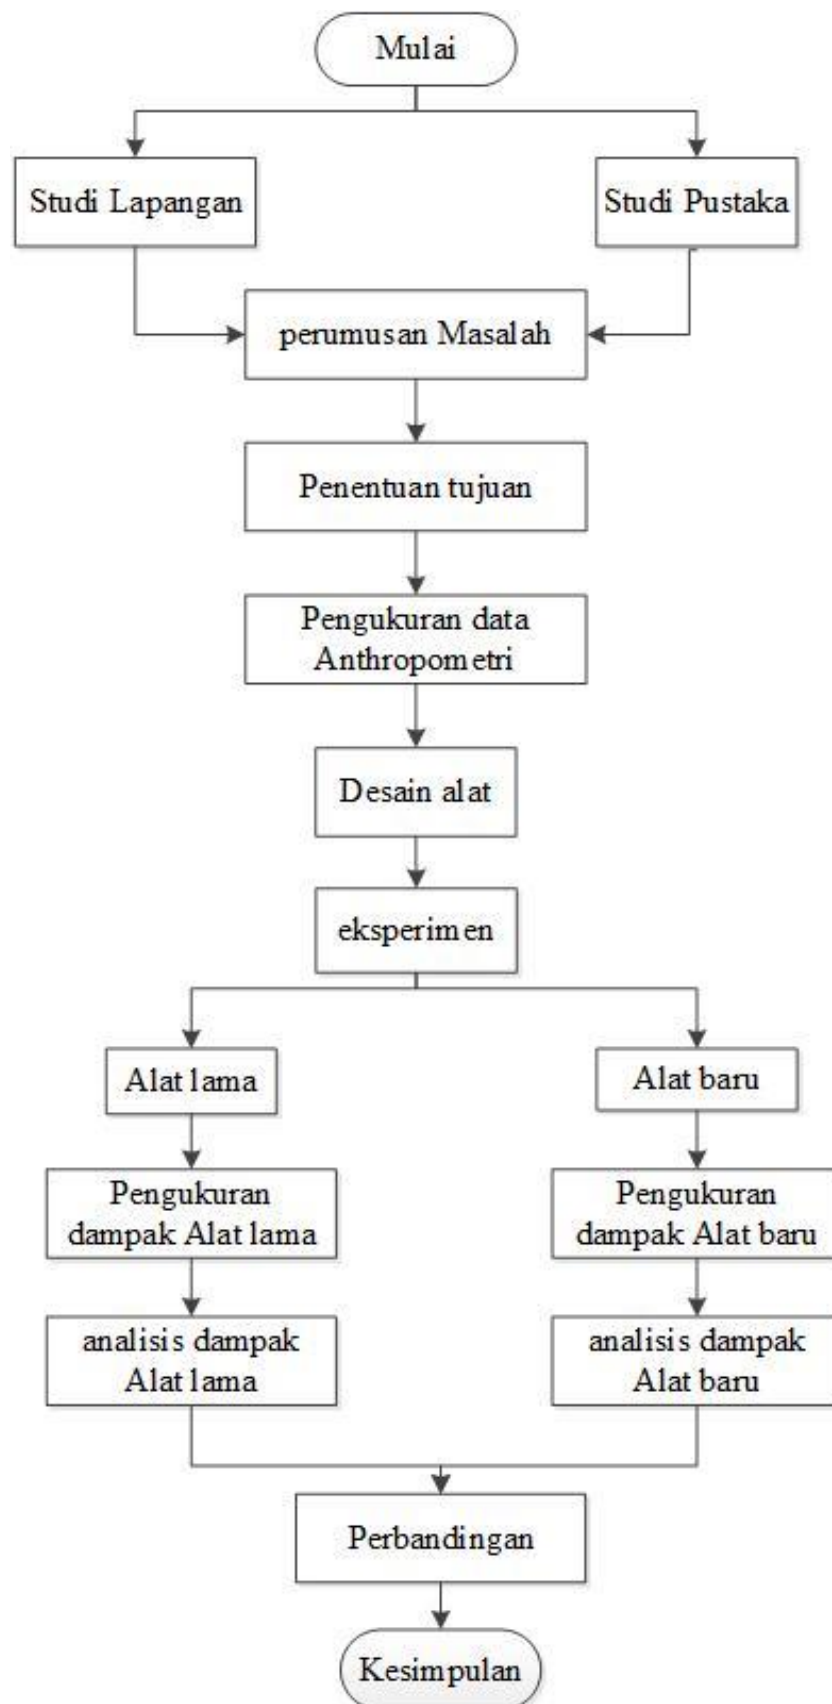 Mulai
Studi Lapangan
Studi Pustaka
perumusan Masalah
Penentuan tujuan
Pengukuran data
Anthropometri
Desain alat
eksperimen
Alat lama
Alat baru
Pengukuran
dampak Alat lama
Pengukuran
dampak Alat baru
analisis dampak
Alat lama
analisis dampak
Alat baru
Perbandingan
Kesimpulan